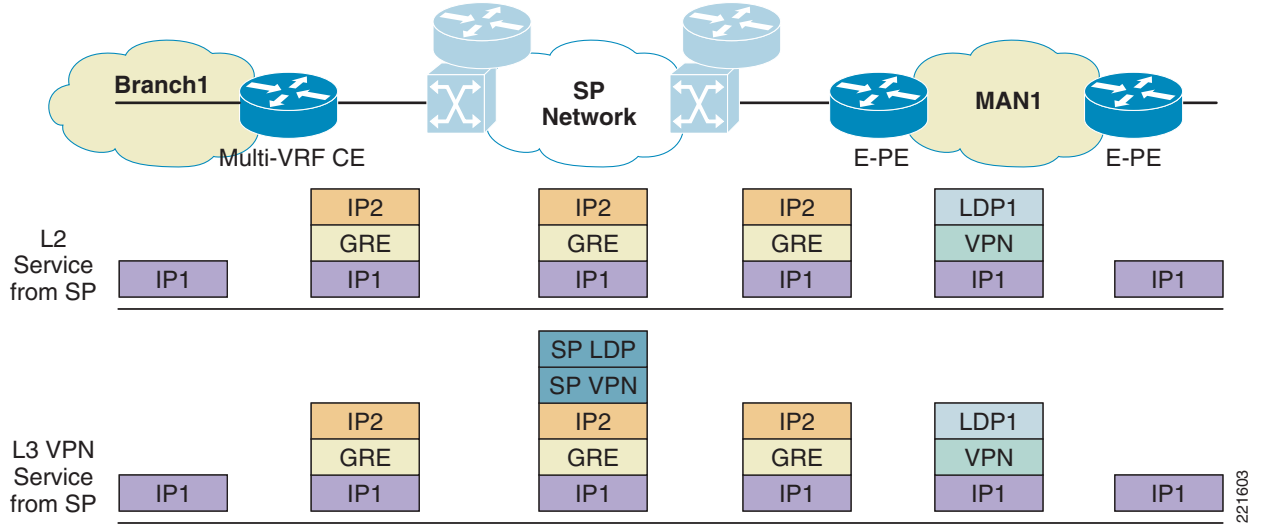 Branch1
SP
Network
MAN1
Multi-VRF CE
E-PE
E-PE
L2
Service
from SP
IP1
IP2
GRE
IP1
IP2
GRE
IP1
IP2
GRE
IP1
LDP1
VPN
IP1
IP1
L3 VPN
Service
from SP
IP1
IP2
GRE
IP1
SP LDP
SP VPN
IP2
GRE
IP1
IP2
GRE
IP1
LDP1
VPN
IP1
IP1
221603